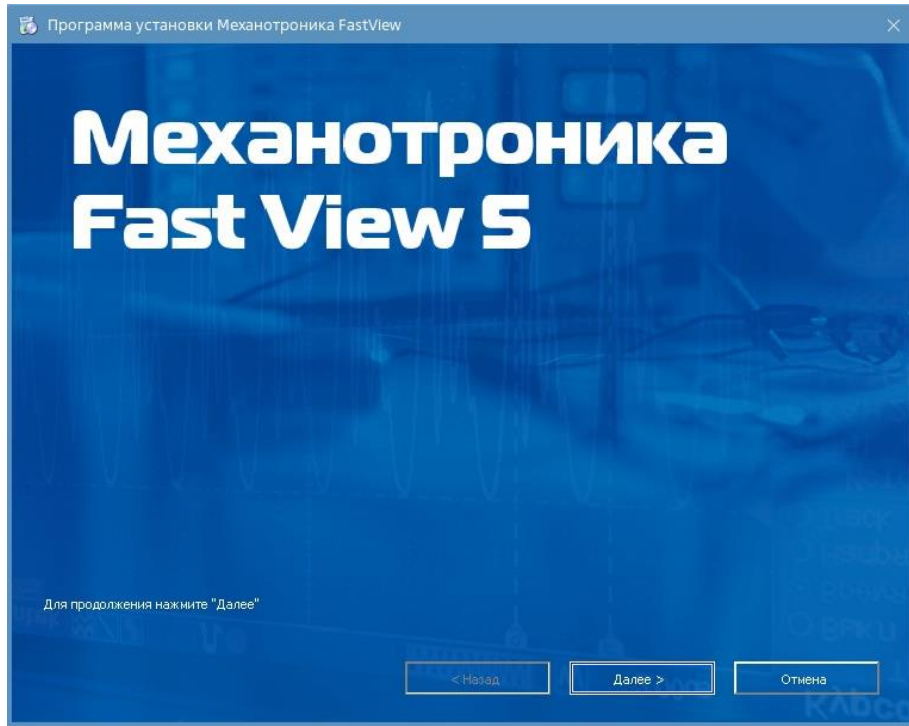 Программа установки Механотроника FastView
Механотроника
Fast View 5
Для продолжения нажмите "Далее"
< Назад
Далее >
Отмена